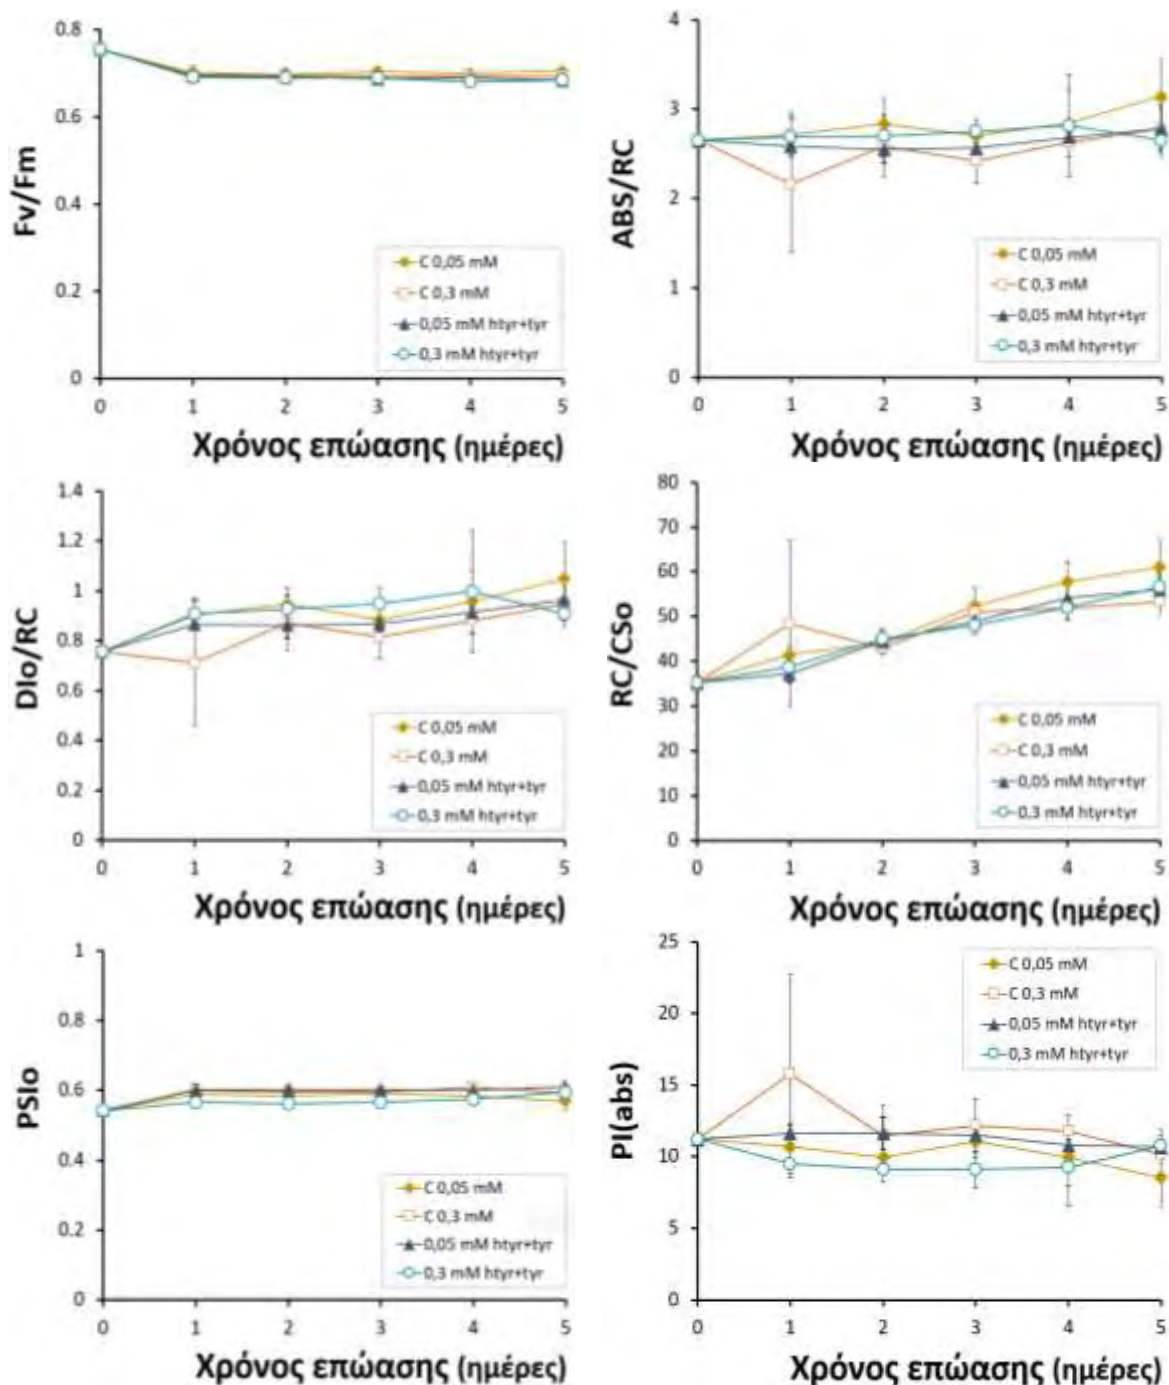 Fv/Fm
0.8
0.6
0.4
0.2
0
C 0,05 mM
C 0,3 mM
0,05 mM htyr+tyr
0,3 mM htyr+tyr
0 1 2 3 4 5
Χρόνος επώασης (ημέρες)
ABS/RC
4
3
2
1
0
C 0,05 mM
C 0,3 mM
0,05 mM htyr+tyr
0,3 mM htyr+tyr
0 1 2 3 4 5
Χρόνος επώασης (ημέρες)
DIo/RC
1.4
1.2
1
0.8
0.6
0.4
0.2
0
C 0,05 mM
C 0,3 mM
0,05 mM htyr+tyr
0,3 mM htyr+tyr
0 1 2 3 4 5
Χρόνος επώασης (ημέρες)
RC/CSo
80
70
60
50
40
30
20
10
0
C 0,05 mM
C 0,3 mM
0,05 mM htyr+tyr
0,3 mM htyr+tyr
0 1 2 3 4 5
Χρόνος επώασης (ημέρες)
PSIo
1
0.8
0.6
0.4
0.2
0
C 0,05 mM
C 0,3 mM
0,05 mM htyr+tyr
0,3 mM htyr+tyr
0 1 2 3 4 5
Χρόνος επώασης (ημέρες)
PI(abs)
25
20
15
10
5
0
C 0,05 mM
C 0,3 mM
0,05 mM htyr+tyr
0,3 mM htyr+tyr
0 1 2 3 4 5
Χρόνος επώασης (ημέρες)